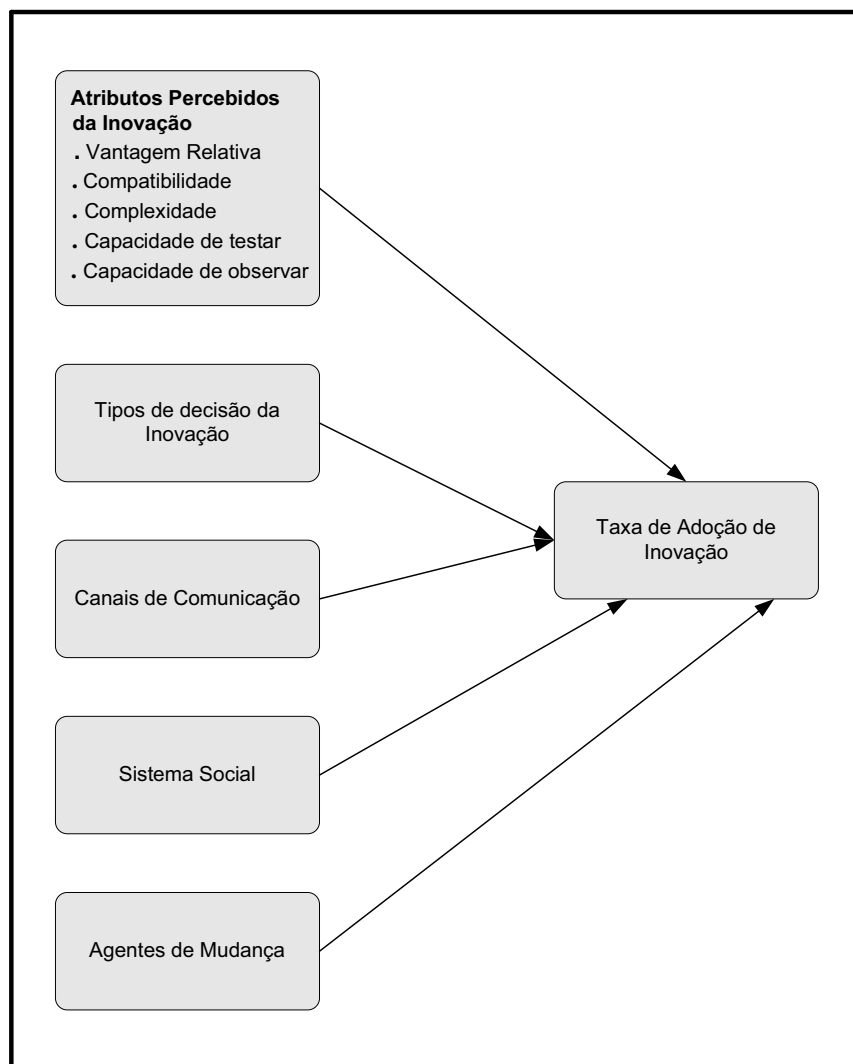 Atributos Percebidos
da Inovação
. Vantagem Relativa
. Compatibilidade
. Complexidade
. Capacidade de testar
. Capacidade de observar
Tipos de decisão da
Inovação
Canais de Comunicação
Sistema Social
Agentes de Mudança
Taxa de Adoção de
Inovação